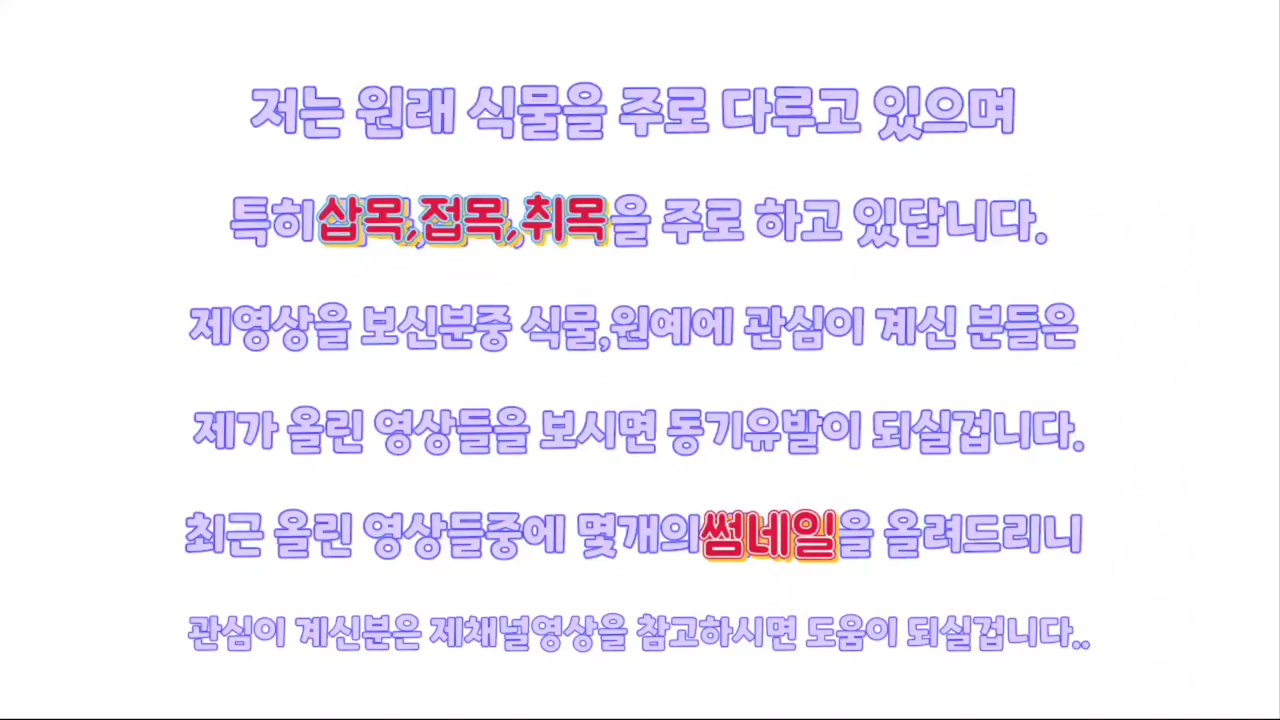 저는 원래 식물을 주로 다루고 있으며
특히삽목,접목,취목을 주로 하고 있답니다.
제영상을 보신분중 식물,원예에 관심이 계신 분들은
제가 올린 영상들을 보시면 동기유발이 되실겁니다.
최근 올린 영상들중에 몇개의썸네일을 올려드리니
관심이 계신분은 제채널영상을 참고하시면 도움이 되실겁니다..